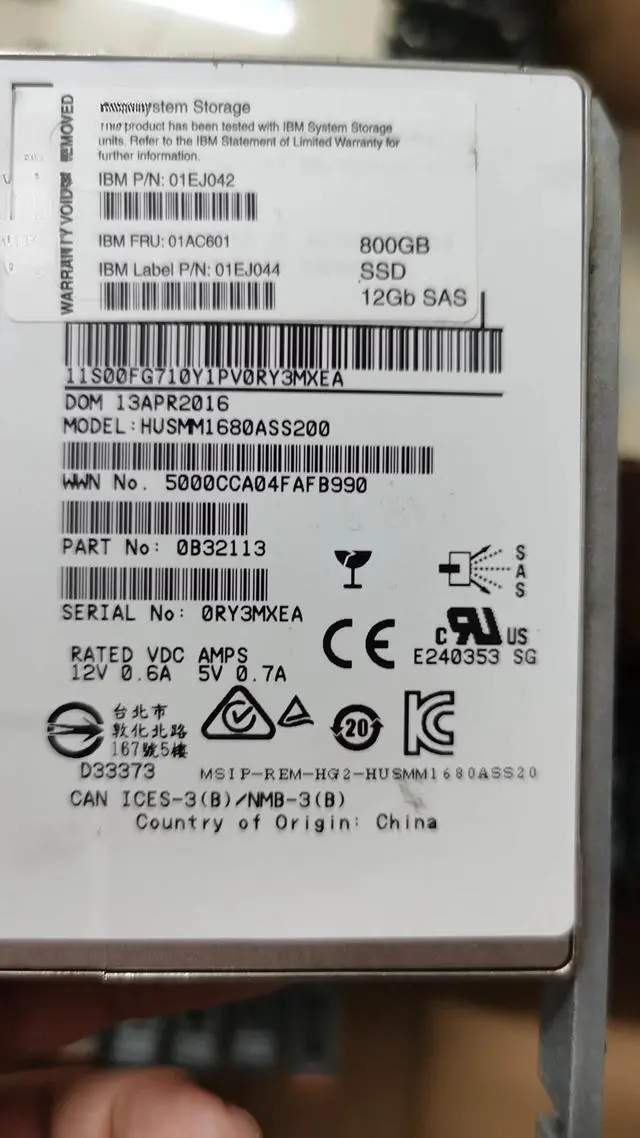 System Storage
product has been tested with IBM System Storage
units. Refer to the IBM Statement of Limited Warranty for
further information.
WARRANTY VOID REMOVED
IBM P/N: 01EJ042
IBM FRU: 01AC601
IBM Label P/N: 01EJ044
800GB
SSD
12Gb SAS
11S00FG710Y1PV0RY3MXEA
DOM 13APR2016
MODEL:HUSMM1680ASS200
WWN No. 5000CCA04FAFB990
PART No: 0B32113
SERIAL No: 0RY3MXEA
SAS
RATED VDC AMPS
12V 0.6A 5V 0.7A
CE
c RU US
E240353 SG
台北市
敦化北路
167號5樓
D33373
20
KC
MSIP-REM-HG2-HUSMM1680ASS20
CAN ICES-3(B)/NMB-3(B)
Country of Origin: China